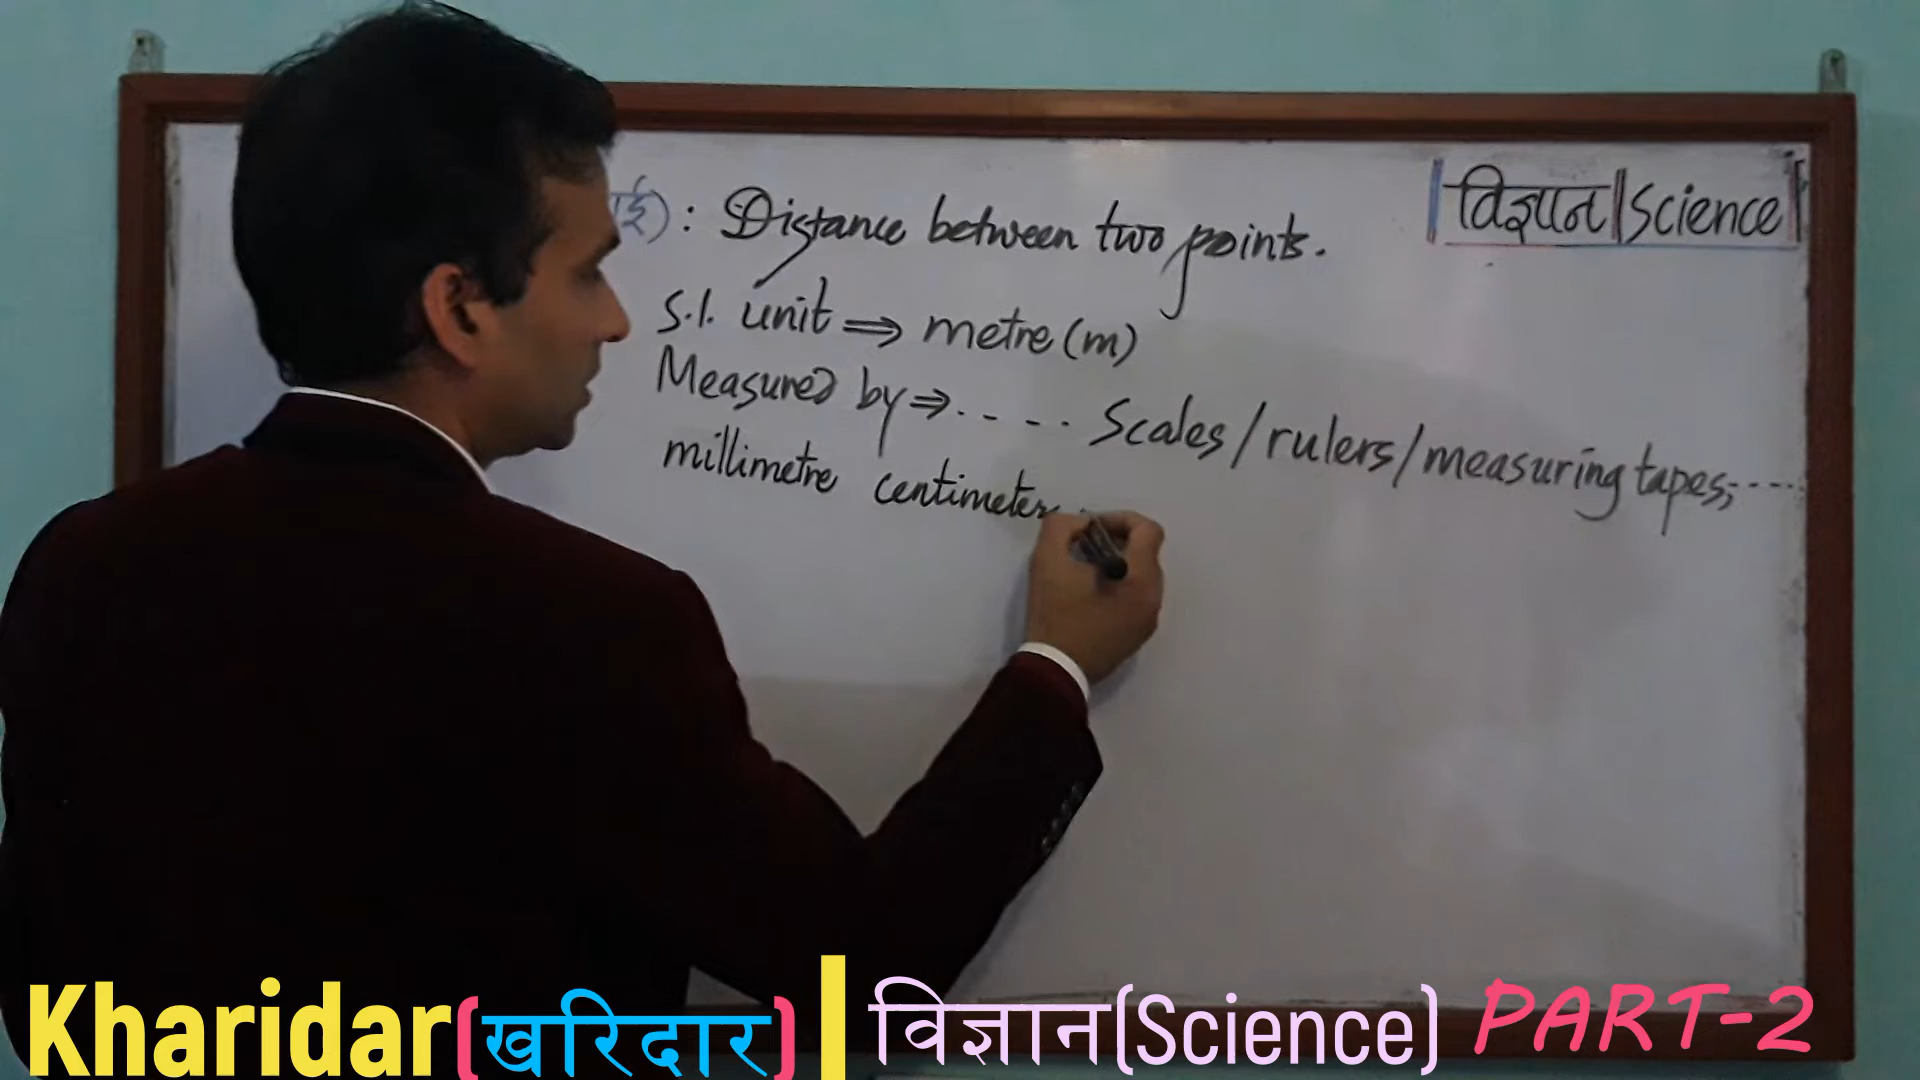 विज्ञान|Science
: Distance between two points.
S.I. unit ⇒ metre (m)
Measured by ⇒ .---. Scales/rulers/measuring tapes,----
millimetre centimeter
Kharidar(खरिदार) | विज्ञान(Science) PART-2